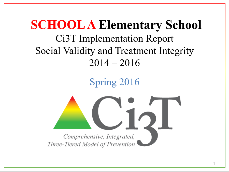 SCHOOL A Elementary School
Ci3T Implementation Report
Social Validity and Treatment Integrity
2014 – 2016
Spring 2016
Ci3T
Comprehensive, Integrated,
Three-Tiered Model of Prevention